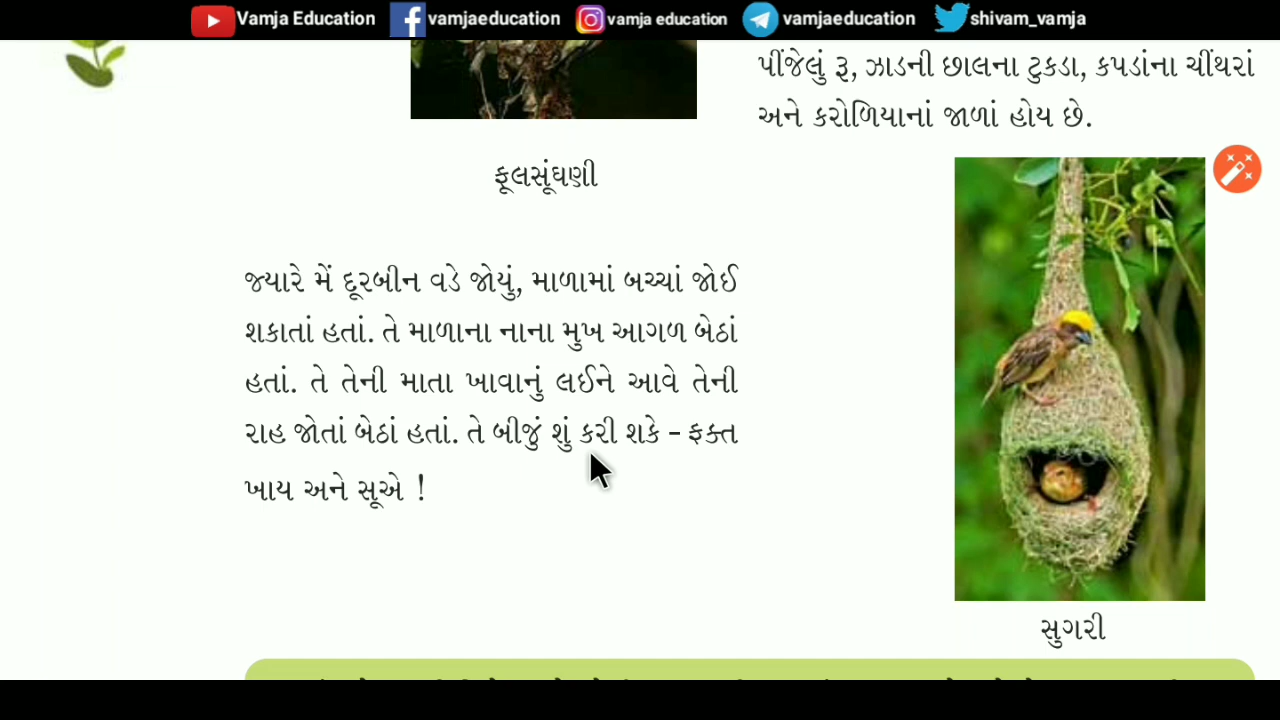 Vamja Education vamjaeducation vamja education vamjaeducation shivam_vamja
પીંજેલું રૂ, ઝાડની છાલના ટુકડા, કપડાંના ચીંથરાં
અને કરોળિયાનાં જાળાં હોય છે.
ફૂલસૂંઘણી
જ્યારે મેં દૂરબીન વડે જોયું, માળામાં બચ્ચાં જોઈ
શકાતાં હતાં. તે માળાના નાના મુખ આગળ બેઠાં
હતાં. તે તેની માતા ખાવાનું લઈને આવે તેની
રાહ જોતાં બેઠાં હતાં. તે બીજું શું કરી શકે - ફક્ત
ખાય અને સૂએ !
સુગરી